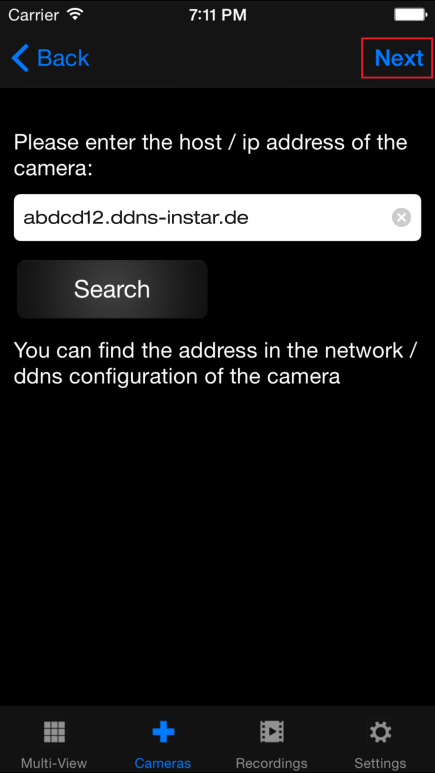 Carrier 7:11 PM
Back Next
Please enter the host / ip address of the
camera:
abdcd12.ddns-instar.de
Search
You can find the address in the network /
ddns configuration of the camera
Multi-View Cameras Recordings Settings